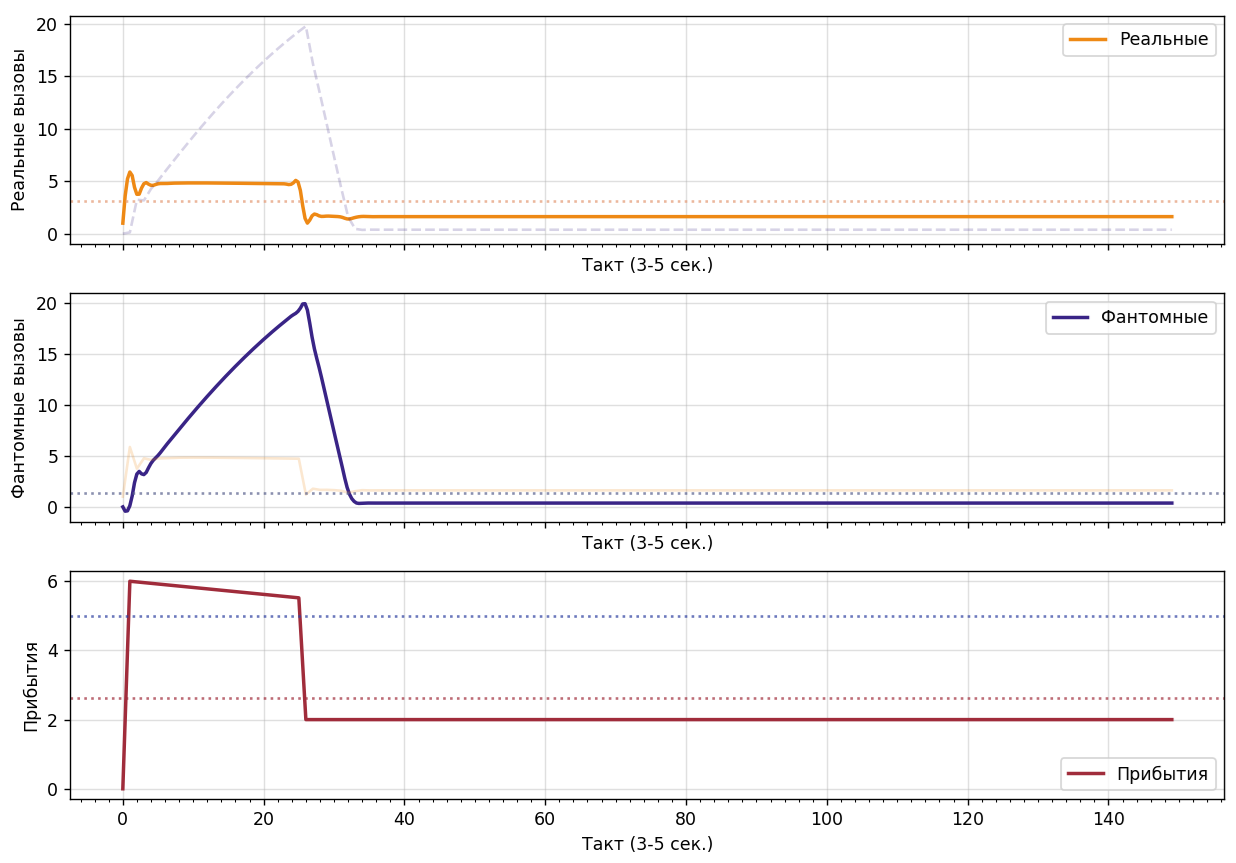 Реальные вызовы
20
15
10
5
0
Реальные
Такт (3-5 сек.)
Фантомные вызовы
20
15
10
5
0
Фантомные
Такт (3-5 сек.)
Прибытия
6
4
2
0
Прибытия
0 20 40 60 80 100 120 140
Такт (3-5 сек.)